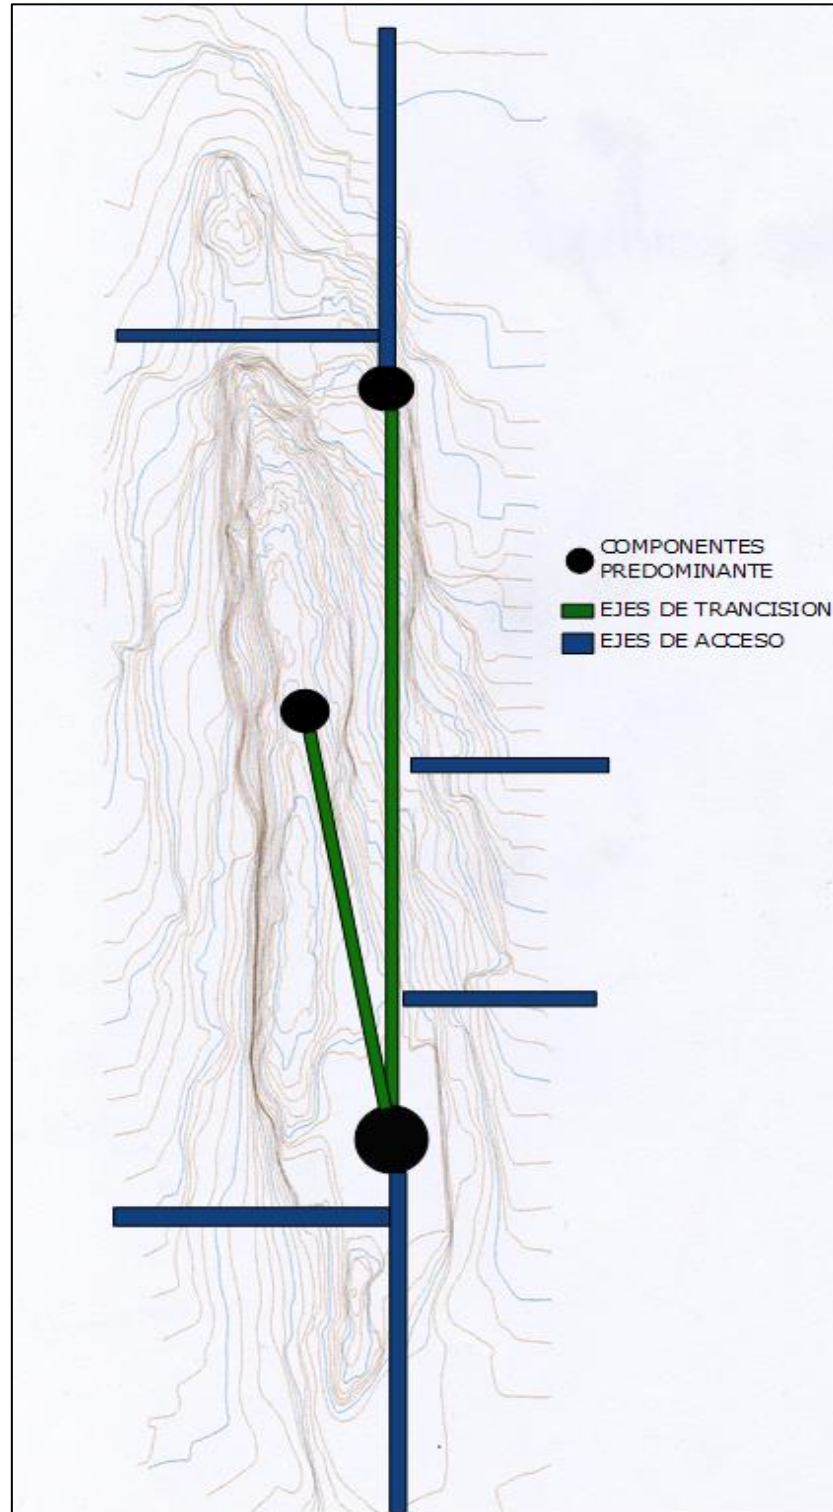 COMPONENTES
PREDOMINANTE
EJES DE TRANCISION
EJES DE ACCESO